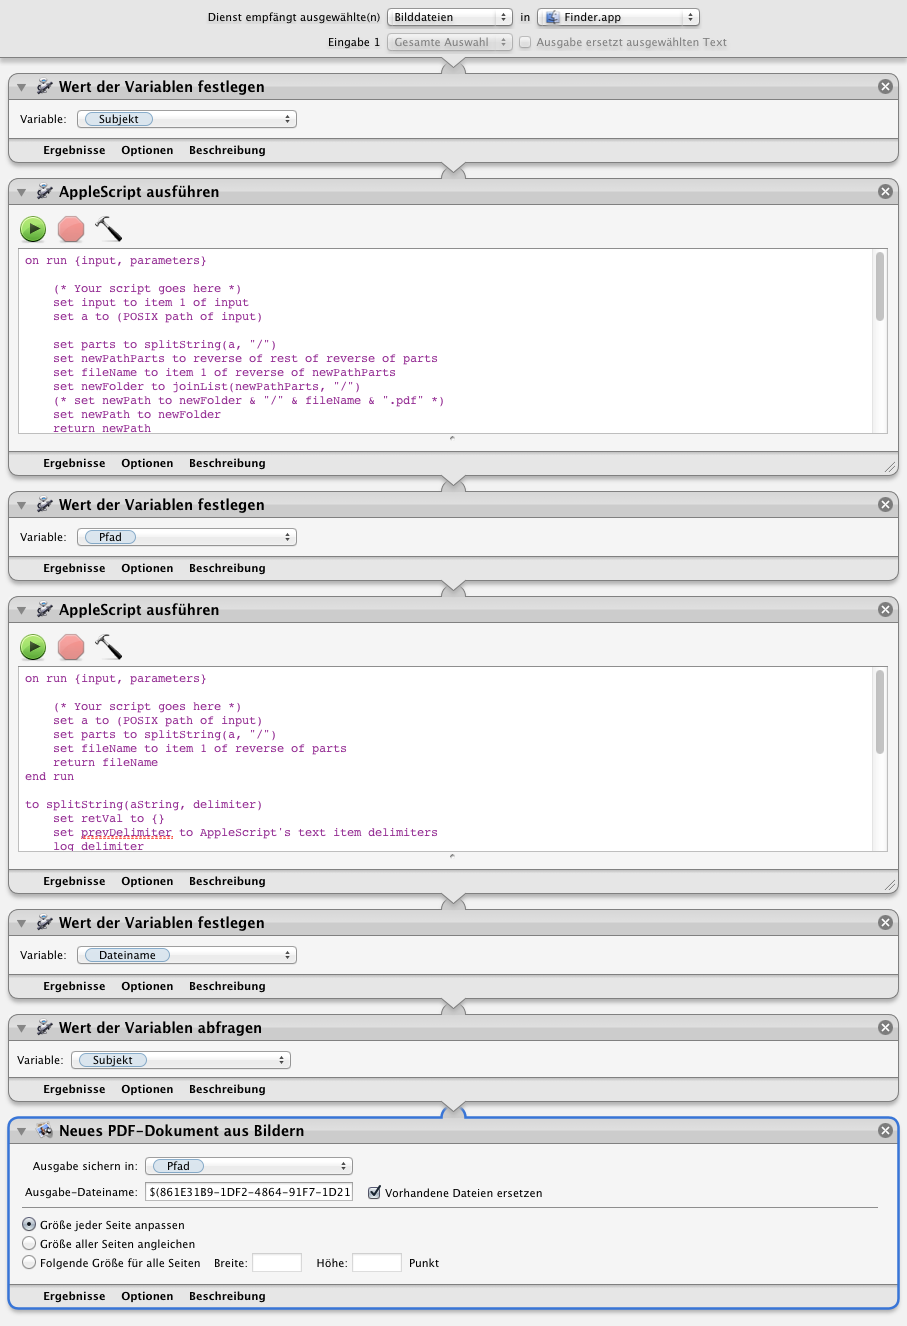 Dienst empfängt ausgewählte(n) Bilddateien in Finder.app
Eingabe 1 Gesamte Auswahl Ausgabe ersetzt ausgewählten Text
Wert der Variablen festlegen
Variable: Subjekt
Ergebnisse Optionen Beschreibung
AppleScript ausführen
on run {input, parameters}
(* Your script goes here *)
set input to item 1 of input
set a to (POSIX path of input)
set parts to splitString(a, "/")
set newPathParts to reverse of rest of reverse of parts
set fileName to item 1 of reverse of newPathParts
set newFolder to joinList(newPathParts, "/")
(* set newPath to newFolder & "/" & fileName & ".pdf" *)
set newPath to newFolder
return newPath
Ergebnisse Optionen Beschreibung
Wert der Variablen festlegen
Variable: Pfad
Ergebnisse Optionen Beschreibung
AppleScript ausführen
on run {input, parameters}
(* Your script goes here *)
set a to (POSIX path of input)
set parts to splitString(a, "/")
set fileName to item 1 of reverse of parts
return fileName
end run
to splitString(aString, delimiter)
set retVal to {}
set prevDelimiter to AppleScript's text item delimiters
log delimiter
Ergebnisse Optionen Beschreibung
Wert der Variablen festlegen
Variable: Dateiname
Ergebnisse Optionen Beschreibung
Wert der Variablen abfragen
Variable: Subjekt
Ergebnisse Optionen Beschreibung
Neues PDF-Dokument aus Bildern
Ausgabe sichern in: Pfad
Ausgabe-Dateiname: $(861E31B9-1DF2-4864-91F7-1D21 Vorhandene Dateien ersetzen
Größe jeder Seite anpassen
Größe aller Seiten angleichen
Folgende Größe für alle Seiten Breite: Höhe: Punkt
Ergebnisse Optionen Beschreibung